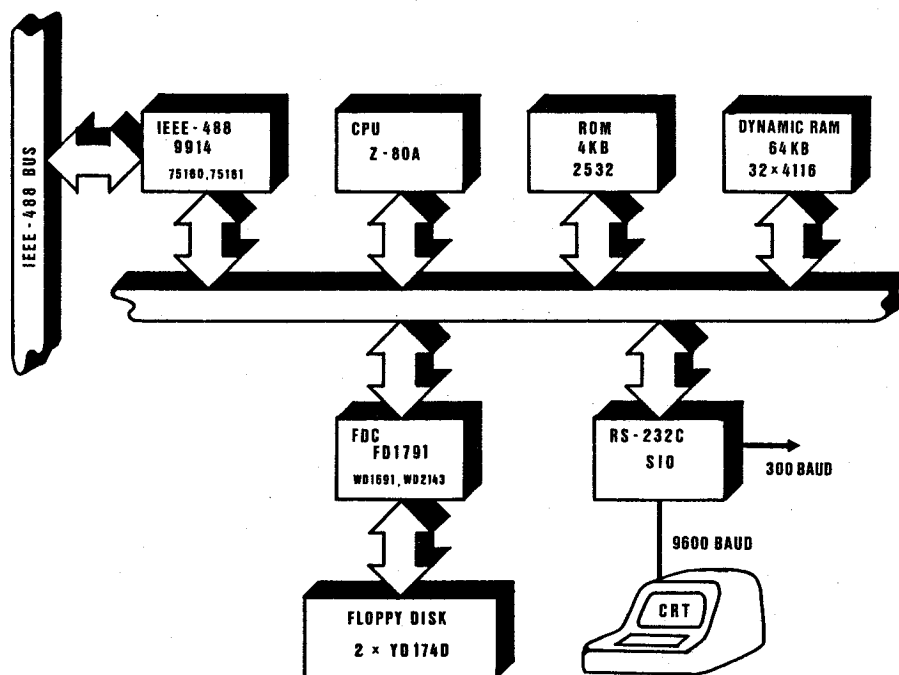 IEEE-488 BUS
IEEE-488
9914
75160,75161
CPU
Z-80A
ROM
4KB
2532
DYNAMIC RAM
64KB
32×4116
FDC
FD1791
WD1691, WD2143
RS-232C
SIO
300 BAUD
9600 BAUD
CRT
FLOPPY DISK
2 × YD174D